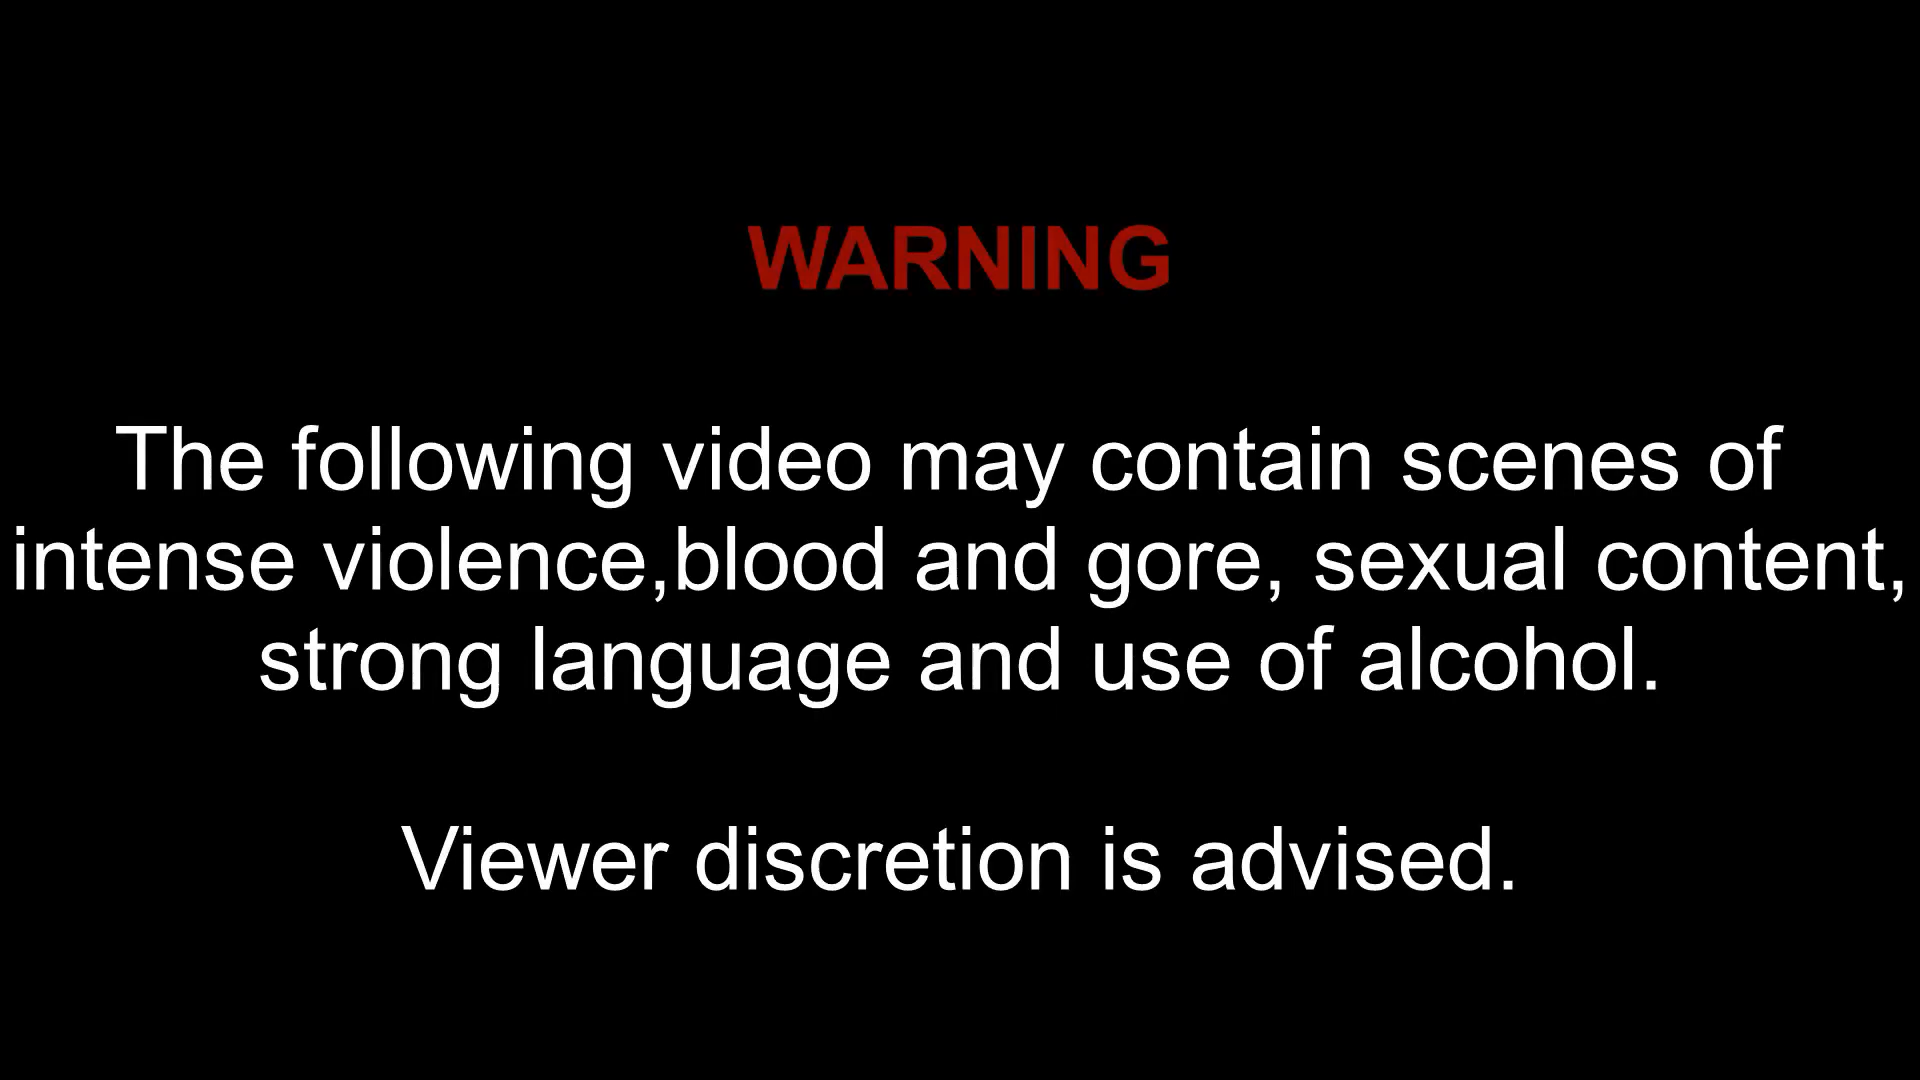 WARNING
The following video may contain scenes of
intense violence,blood and gore, sexual content,
strong language and use of alcohol.
Viewer discretion is advised.